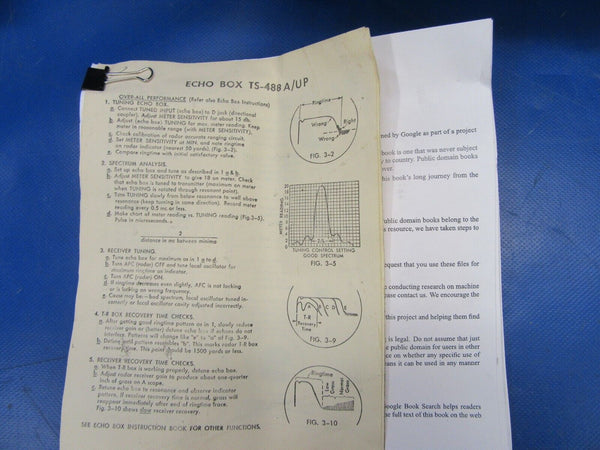 ECHO BOX TS-488A/UP
OVER-ALL PERFORMANCE (Refer also Echo Box Instructions)
1. TUNING ECHO BOX.
a. Connect TUNED INPUT (echo box) to D jack (directional
coupler). Adjust METER SENSITIVITY for about 15 db.
b. Adjust (echo box) TUNING for max. meter reading. Keep
meter in reasonable range (with METER SENSITIVITY).
c. Check calibration of radar accurate ranging circuit.
d. Set METER SENSITIVITY at MIN. and note ringtime
on radar indicator (nearest 50 yards). (Fig. 3-2).
e. Compare ringtime with initial satisfactory value.
Ringtime
Wrong
Right
Wrong
FIG. 3-2
2. SPECTRUM ANALYSIS.
a. Set up echo box and tune as described in 1 a & b.
b. Adjust METER SENSITIVITY to give 18 on meter. Check
that echo box is tuned to transmitter (maximum on meter
when TUNING is rotated through resonant point).
c. Turn TUNING slowly from below resonance to well above
resonance (keep tuning in same direction). Record meter
reading every 0.5 mc. or less.
d. Make chart of meter reading vs. TUNING reading (Fig. 3-5).
Pulse in microseconds =
2
distance in mc between minima
METER READING
TUNING CONTROL SETTING
GOOD SPECTRUM
FIG. 3-5
3. RECEIVER TUNING.
a. Tune echo box for maximum as in 1 a to d.
b. Turn AFC (radar) OFF and tune local oscillator for
maximum ringtime on indicator.
c. Turn AFC (radar) ON.
d. If ringtime decreases even slightly, AFC is not locking
or is locking on wrong frequency.
e. Cause may be—bad spectrum; local oscillator tuned in-
correctly or local oscillator cavity adjusted incorrectly.
4. T-R BOX RECOVERY TIME CHECKS.
a. After getting good ringtime pattern as in 1, slowly reduce
receiver gain or (better) detune echo box if echoes do not
interfere. Patterns will change like "a" to "e" of Fig. 3-9.
b. Detune until pattern resembles "b". This marks radar T-R box
recovery time. This point should be 1500 yards or less.
A B C D E
T-R
Recovery
Time
FIG. 3-9
5. RECEIVER RECOVERY TIME CHECKS.
a. When T-R box is working properly, detune echo box.
b. Adjust radar receiver gain to produce about one-quarter
inch of grass on A scope.
c. Retune echo box to resonance and observe indicator
pattern. If receiver recovery time is normal, grass will
reappear immediately after end of ringtime trace.
Fig. 3-10 shows slow receiver recovery.
Ringtime
Low
Grass
Normal
Grass
FIG. 3-10
SEE ECHO BOX INSTRUCTION BOOK FOR OTHER FUNCTIONS.
ned by Google as part of a project
book is one that was never subject
y to country. Public domain books
this book's long journey from the
ublic domain books belong to the
s resource, we have taken steps to
equest that you use these files for
conducting research on machine
ease contact us. We encourage the
this project and helping them find
is legal. Do not assume that just
e public domain for users in other
ce on whether any specific use of
eans it can be used in any manner
Google Book Search helps readers
the full text of this book on the web